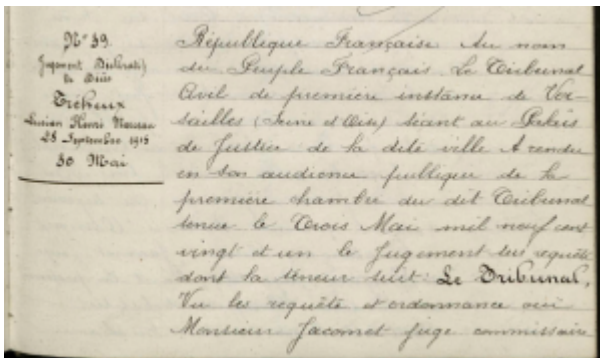 N° 39.
Jugement Déclaratif
de Décès
Tréheux
Lucien Henri Marceau
28 Septembre 1915
30 Mai
République Française Au nom
du Peuple Français. Le Tribunal
Civil de première instance de Ver-
sailles (Seine et Oise) séant au Palais
de Justice de la dite ville A rendu
en son audience publique de la
première chambre du dit Tribunal
tenue le Trois Mai mil neuf cent
vingt et un le Jugement sur requête
dont la teneur suit: Le Tribunal,
Vu les requête et ordonnance ouï
Monsieur Jacomet juge commissaire